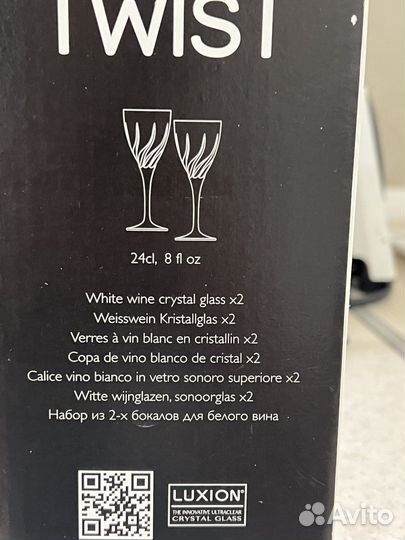 TWIST
24cl, 8 fl oz
White wine crystal glass x2
Weisswein Kristallglas x2
Verres à vin blanc en cristallin x2
Copa de vino blanco de cristal x2
Calice vino bianco in vetro sonoro superiore x2
Witte wijnglazen, sonoorglas x2
Набор из 2-х бокалов для белого вина
LUXION®
THE INNOVATIVE ULTRACLEAR
CRYSTAL GLASS
Avito